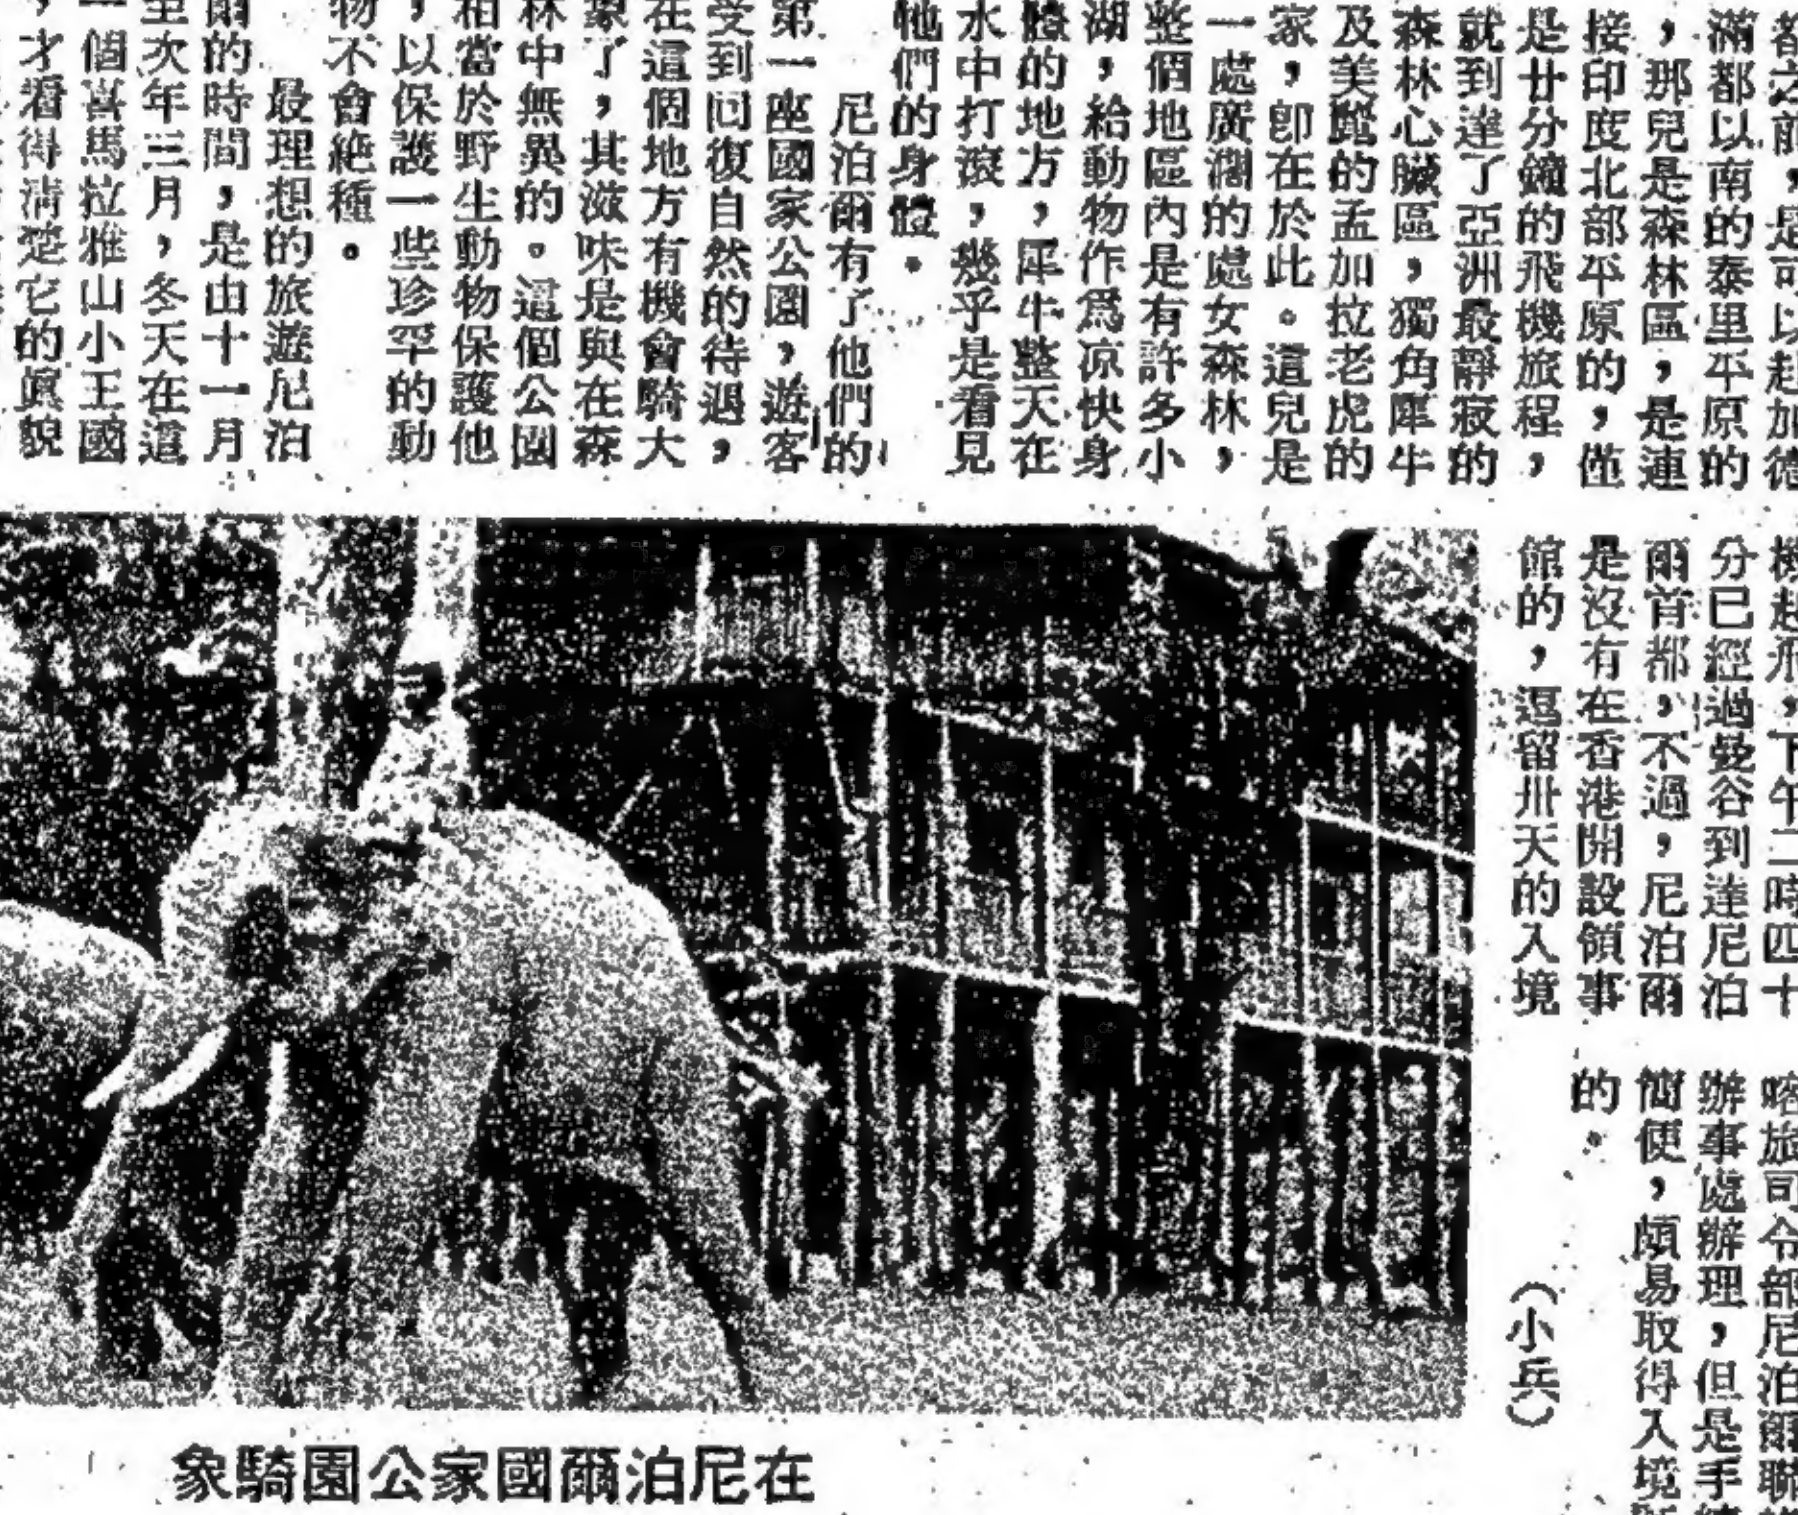 都之前,是可以赴加德
滿都以南的泰里平原的
,那兒是森林區,是連
接印度北部平原的,僅
是廿分鐘的飛機旅程,
就到達了亞洲最靜寂的
森林心臟區,獨角犀牛
及美麗的孟加拉老虎的
家,卽在於此。這兒是
一處廣濶的處女森林,
整個地區內是有許多小
湖,給動物作爲凉快身
體的地方,犀牛整天在
水中打滾,幾乎是看見
牠們的身體。
尼泊爾有了他們的
第一座國家公園,遊客
受到回復自然的待遇,
在這個地方有機會騎大
象了,其滋味是與在森
林中無異的。這個公園
相當於野生動物保護他
,以保護一些珍罕的動
物不會絶種。
最理想的旅遊尼泊
爾的時間,是由十一月
至次年三月,冬天在這
一個喜馬拉雅山小王國
,才看得清楚它的眞貌
機起飛,下午二時四十
分已經過曼谷到達尼泊
爾首都,不過,尼泊爾
是沒有在香港開設領事
館的,逗留卅天的入境
喀旅司令部尼泊爾聯
辦事處辦理,但是手
簡便,頗易取得入境
的。
(小兵)
象騎園公家國爾泊尼在